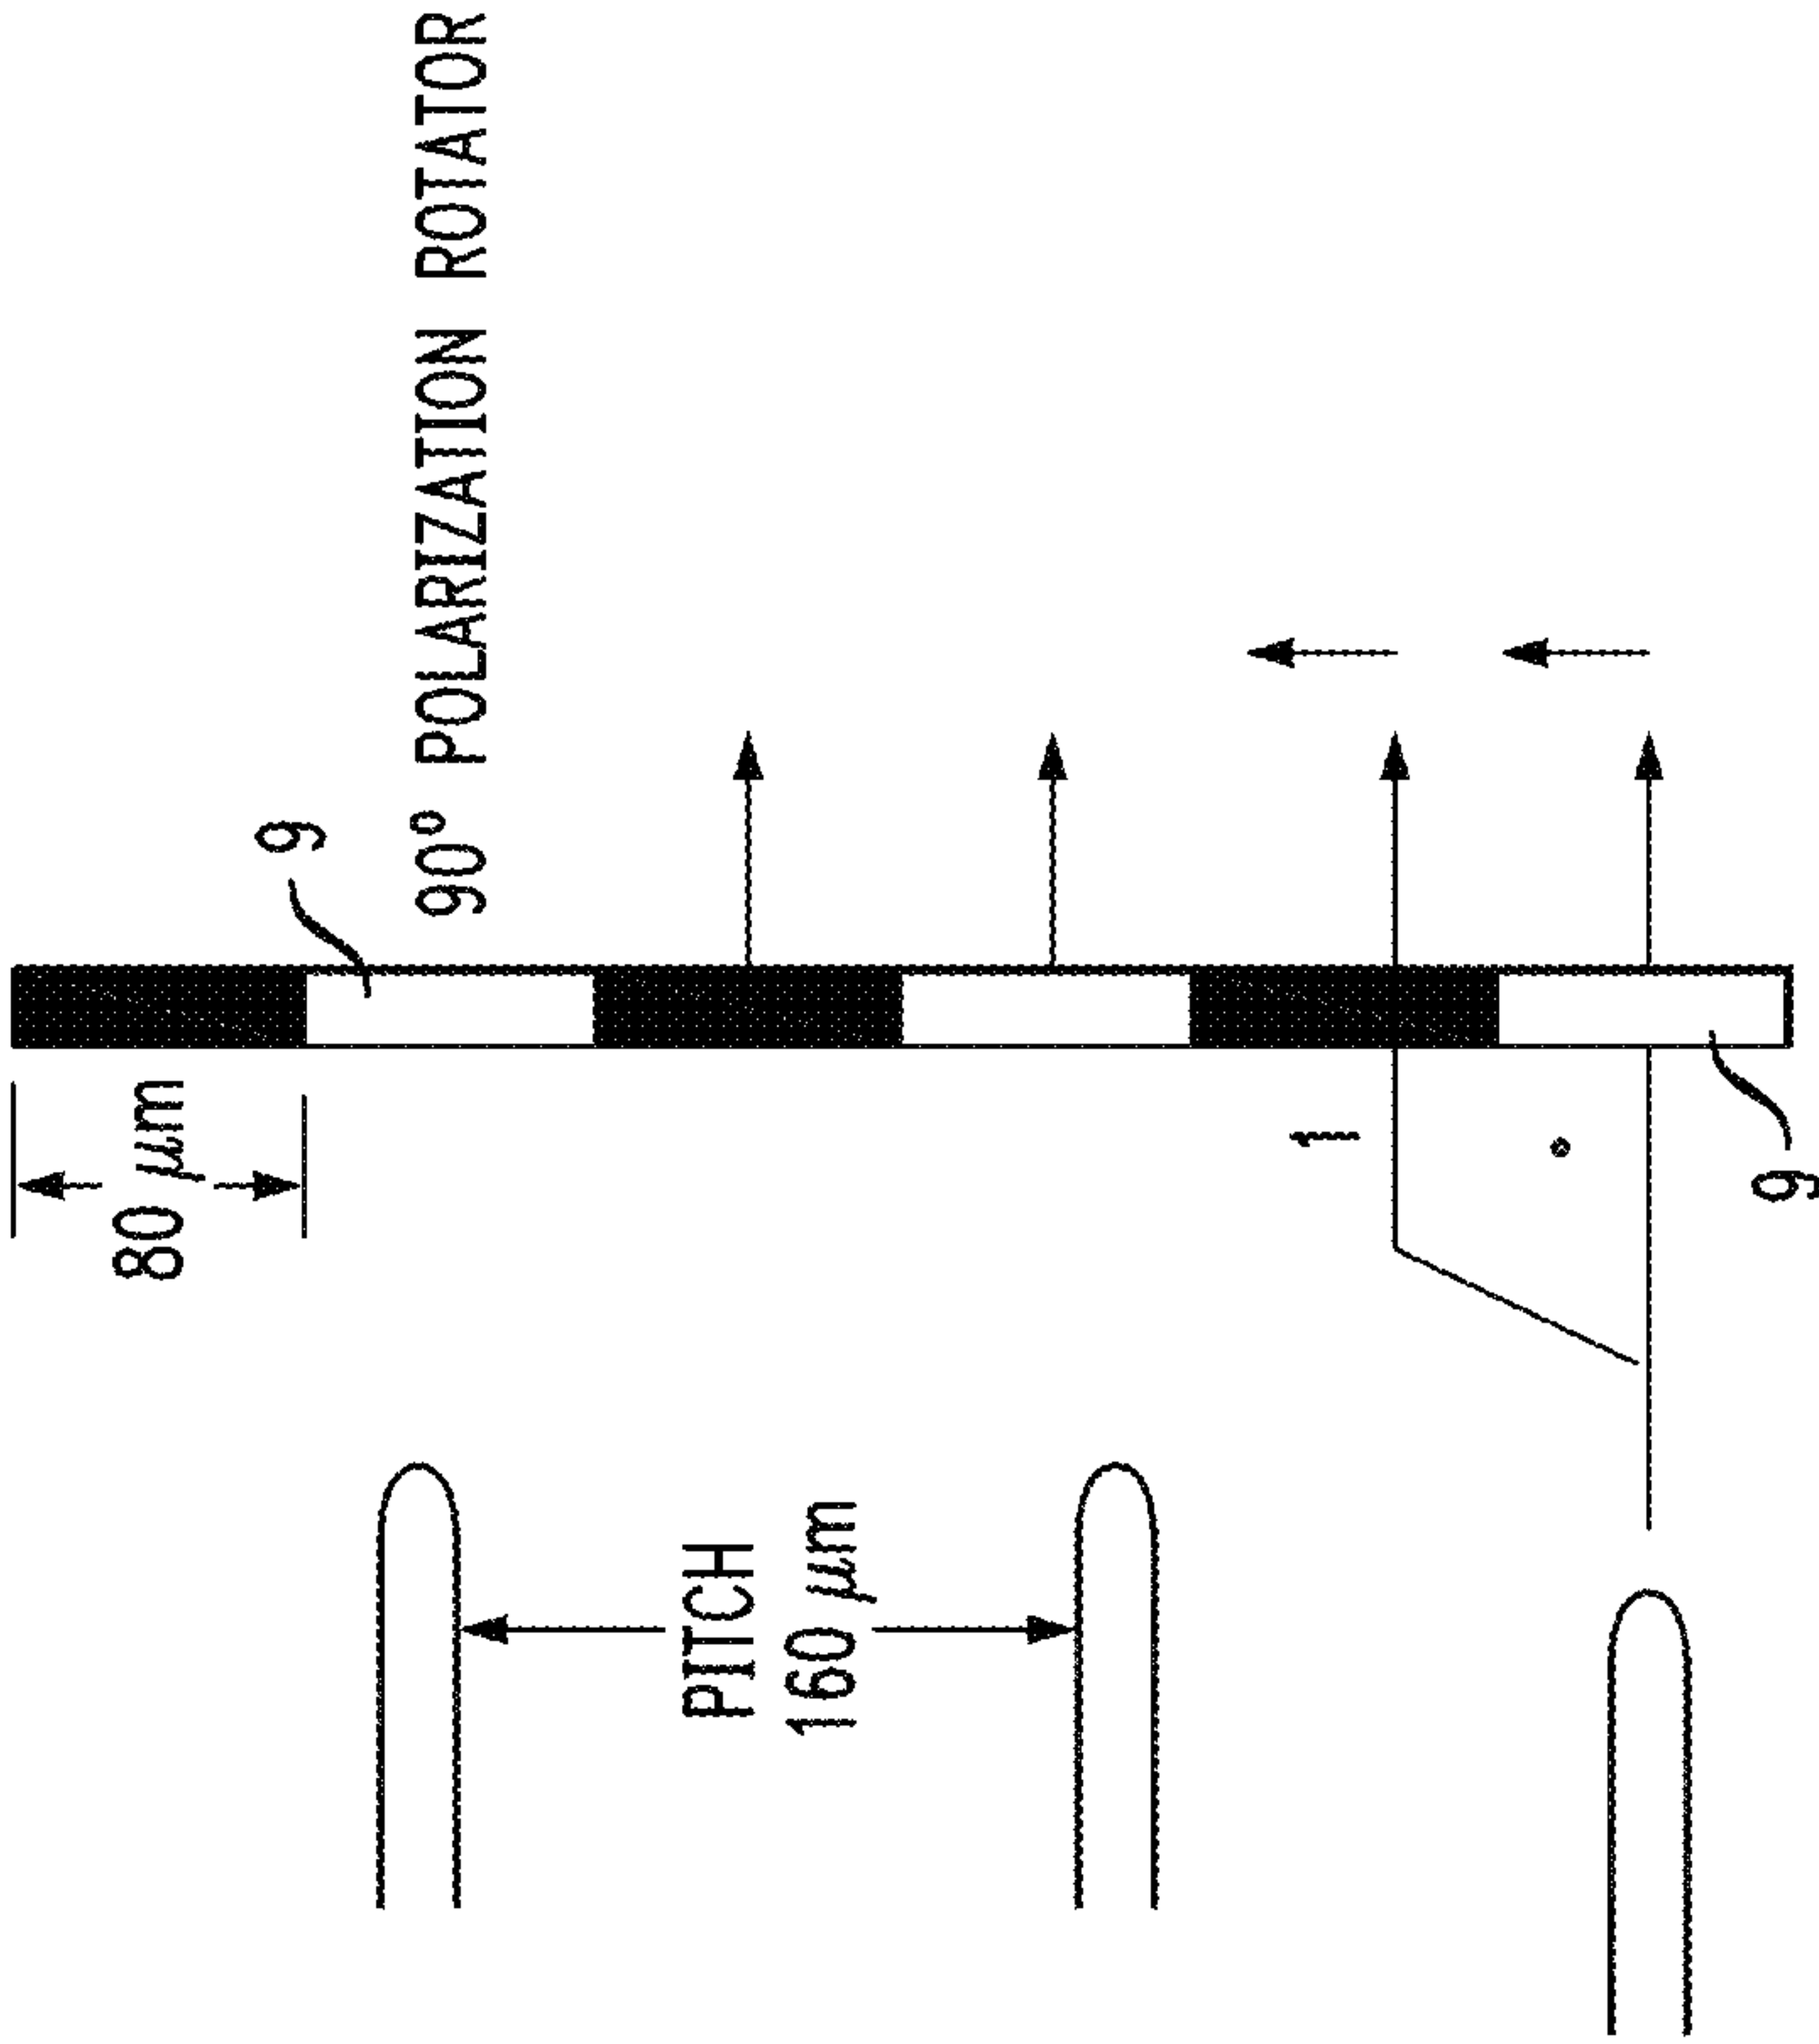 80 μm
9
90° POLARIZATION ROTATOR
PITCH
160 μm
1
9